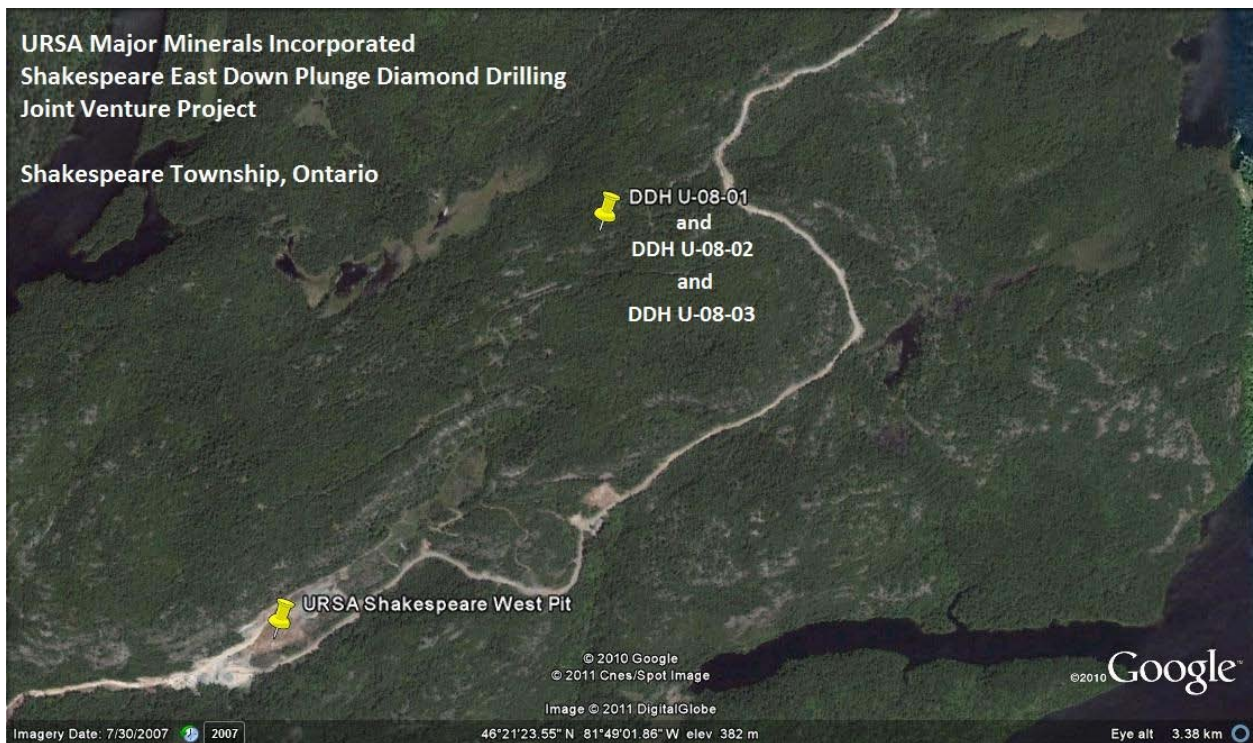 URSA Major Minerals Incorporated
Shakespeare East Down Plunge Diamond Drilling
Joint Venture Project
Shakespeare Township, Ontario
DDH U-08-01
and
DDH U-08-02
and
DDH U-08-03
URSA Shakespeare West Pit
© 2010 Google
© 2011 Cnes/Spot Image
Image © 2011 DigitalGlobe
©2010 Google™
Imagery Date: 7/30/2007 2007 46°21'23.55" N 81°49'01.86" W elev 382 m Eye alt 3.38 km